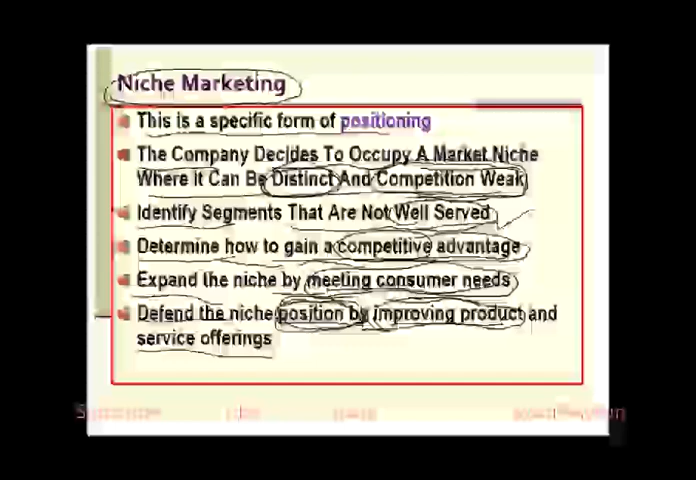 Niche Marketing
This is a specific form of positioning
The Company Decides To Occupy A Market Niche
Where It Can Be Distinct And Competition Weak
Identify Segments That Are Not Well Served
Determine how to gain a competitive advantage
Expand the niche by meeting consumer needs
Defend the niche position by improving product and
service offerings